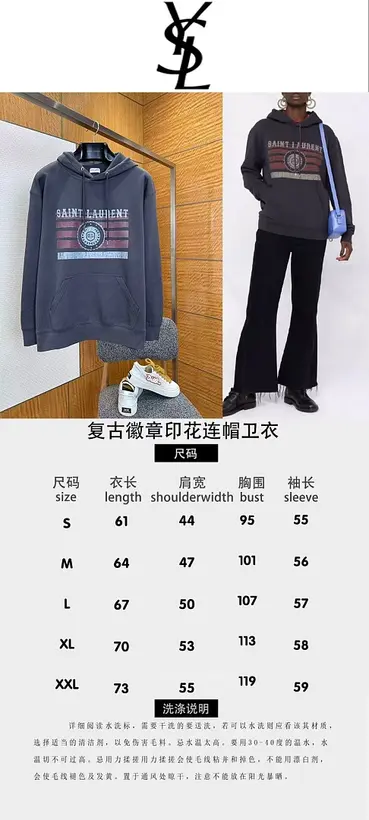 YSL
SAINT LAURENT
SAINT LAURENT
复古徽章印花连帽卫衣
尺码
尺码 衣长 肩宽 胸围 袖长
size length shoulderwidth bust sleeve
S 61 44 95 55
M 64 47 101 56
L 67 50 107 57
XL 70 53 113 58
XXL 73 55 119 59
洗涤说明
详细阅读水洗标，需要干洗的要送洗，若可以水洗则应看该其材质，
选择适当的清洁剂，以免伤害毛料。忌水温太高。要用30-40度的温水，水
温切不可过高。忌用力揉搓用力揉搓会使毛线粘并和掉色，不能用漂白剂，
会使毛线褪色及发黄。置于通风处晾干，注意不能放在阳光暴晒。